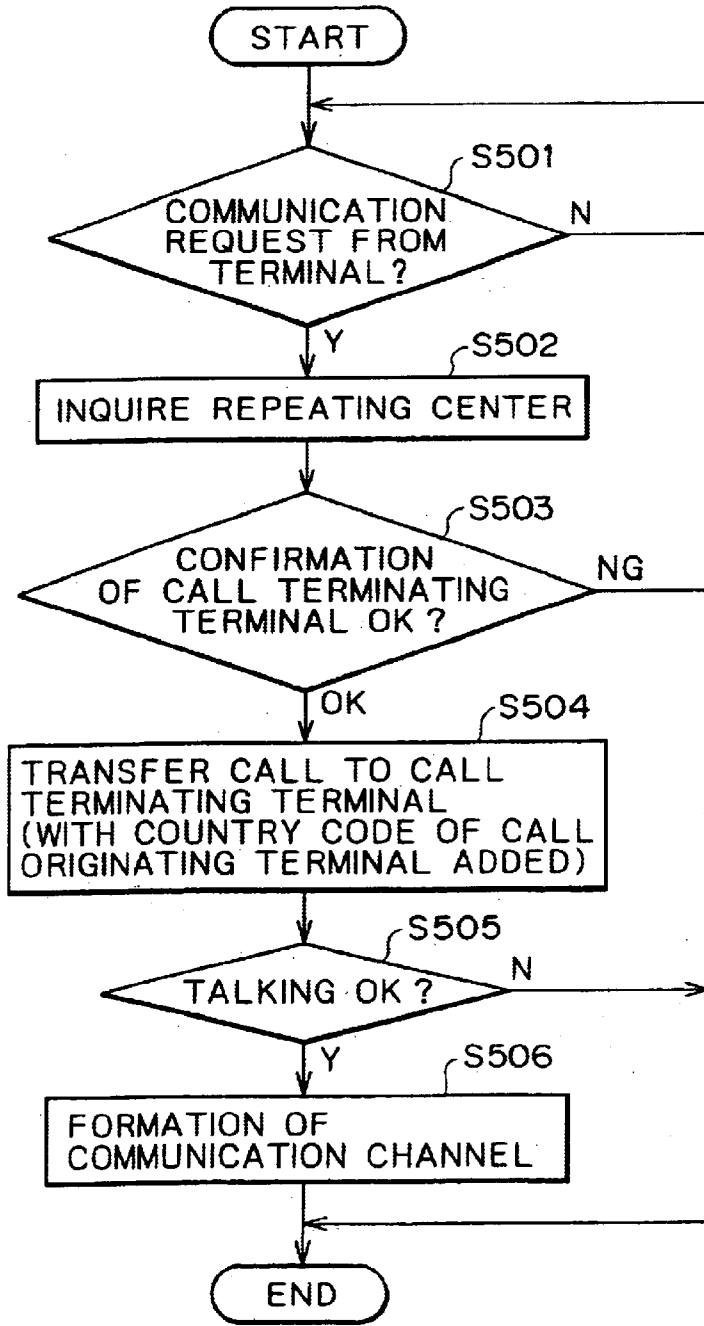 START
S501
COMMUNICATION
REQUEST FROM
TERMINAL?
N
Y
S502
INQUIRE REPEATING CENTER
S503
CONFIRMATION
OF CALL TERMINATING
TERMINAL OK?
NG
OK
S504
TRANSFER CALL TO CALL
TERMINATING TERMINAL
(WITH COUNTRY CODE OF CALL
ORIGINATING TERMINAL ADDED)
S505
TALKING OK?
N
Y
S506
FORMATION OF
COMMUNICATION CHANNEL
END